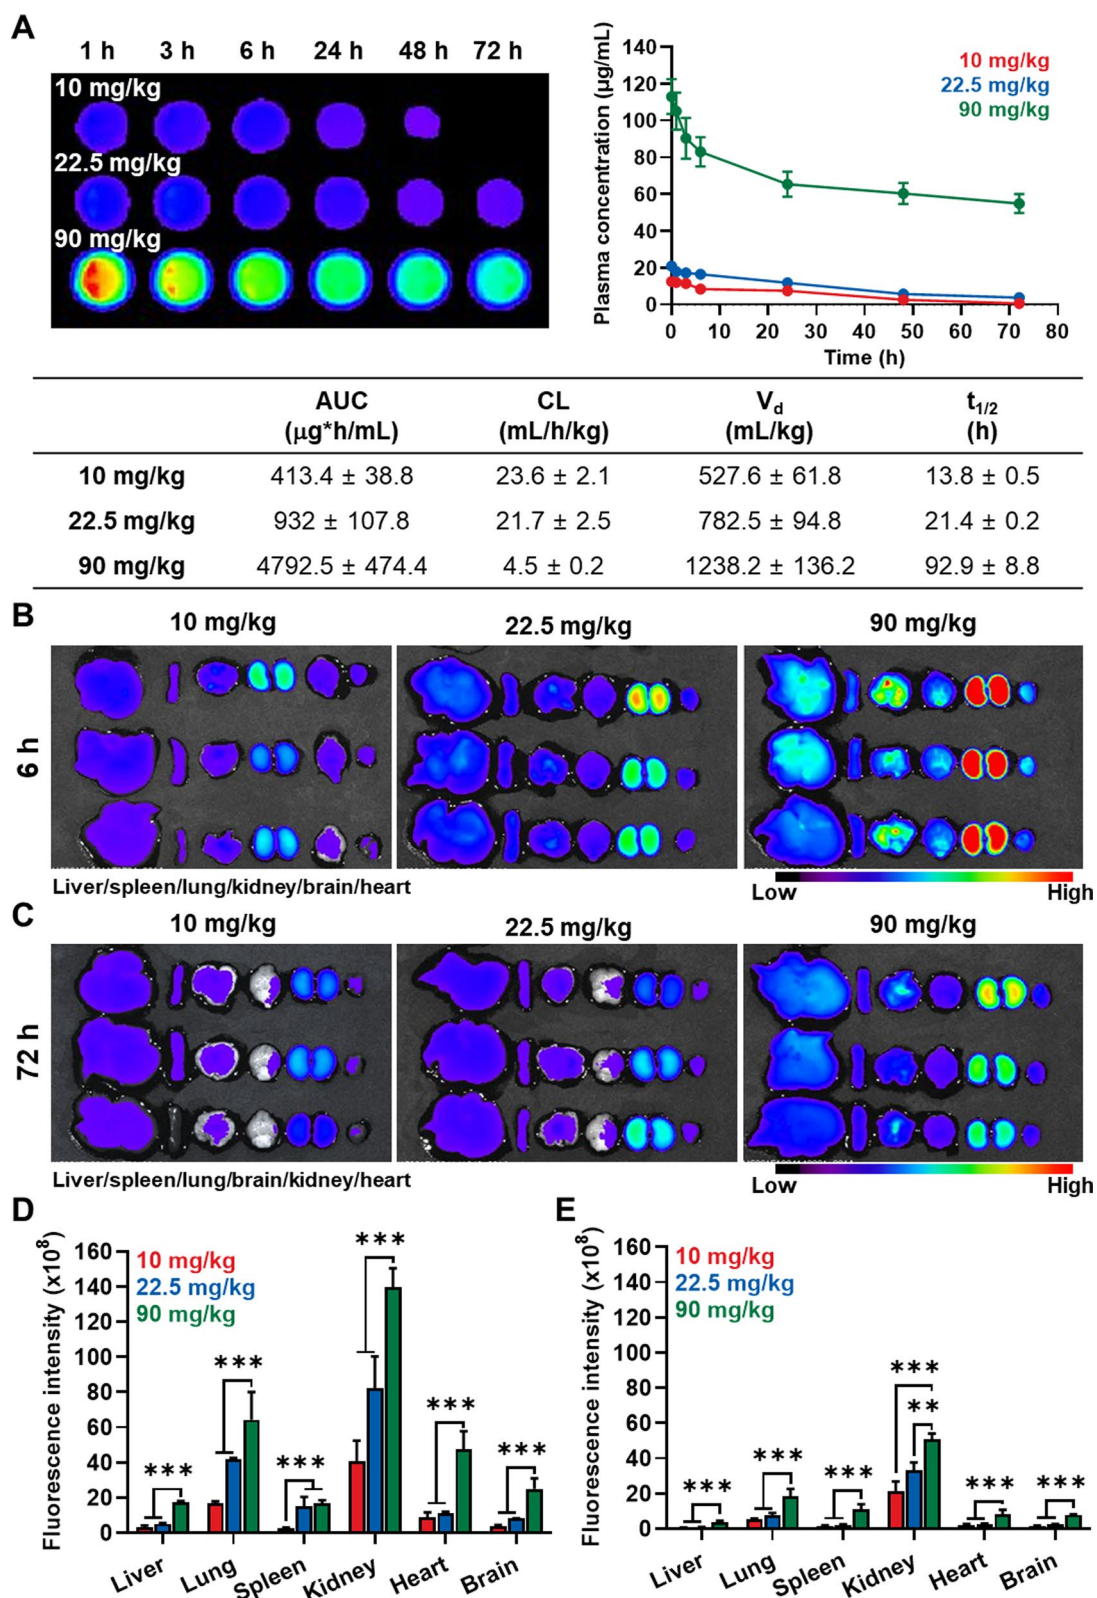 A
1 h 3 h 6 h 24 h 48 h 72 h
10 mg/kg
22.5 mg/kg
90 mg/kg
Plasma concentration (µg/mL)
140
120
100
80
60
40
20
0
0 10 20 30 40 50 60 70 80
Time (h)
10 mg/kg
22.5 mg/kg
90 mg/kg
AUC CL Vd t1/2
(µg*h/mL) (mL/h/kg) (mL/kg) (h)
10 mg/kg 413.4 ± 38.8 23.6 ± 2.1 527.6 ± 61.8 13.8 ± 0.5
22.5 mg/kg 932 ± 107.8 21.7 ± 2.5 782.5 ± 94.8 21.4 ± 0.2
90 mg/kg 4792.5 ± 474.4 4.5 ± 0.2 1238.2 ± 136.2 92.9 ± 8.8
B
10 mg/kg 22.5 mg/kg 90 mg/kg
6 h
Liver/spleen/lung/kidney/brain/heart
Low High
C
10 mg/kg 22.5 mg/kg 90 mg/kg
72 h
Liver/spleen/lung/brain/kidney/heart
Low High
D
Fluorescence intensity (x10⁸)
160
140
120
100
80
60
40
20
0
10 mg/kg
22.5 mg/kg
90 mg/kg
*** *** *** *** *** ***
Liver Lung Spleen Kidney Heart Brain
E
Fluorescence intensity (x10⁸)
160
140
120
100
80
60
40
20
0
10 mg/kg
22.5 mg/kg
90 mg/kg
*** *** *** *** ** *** ***
Liver Lung Spleen Kidney Heart Brain